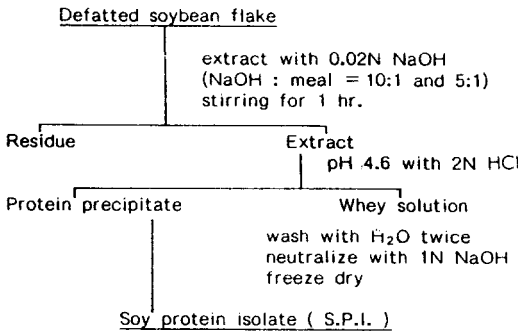 Defatted soybean flake
extract with 0.02N NaOH
(NaOH : meal = 10:1 and 5:1)
stirring for 1 hr.
Residue Extract
pH 4.6 with 2N HCl
Protein precipitate Whey solution
wash with H₂O twice
neutralize with 1N NaOH
freeze dry
Soy protein isolate ( S.P.I. )